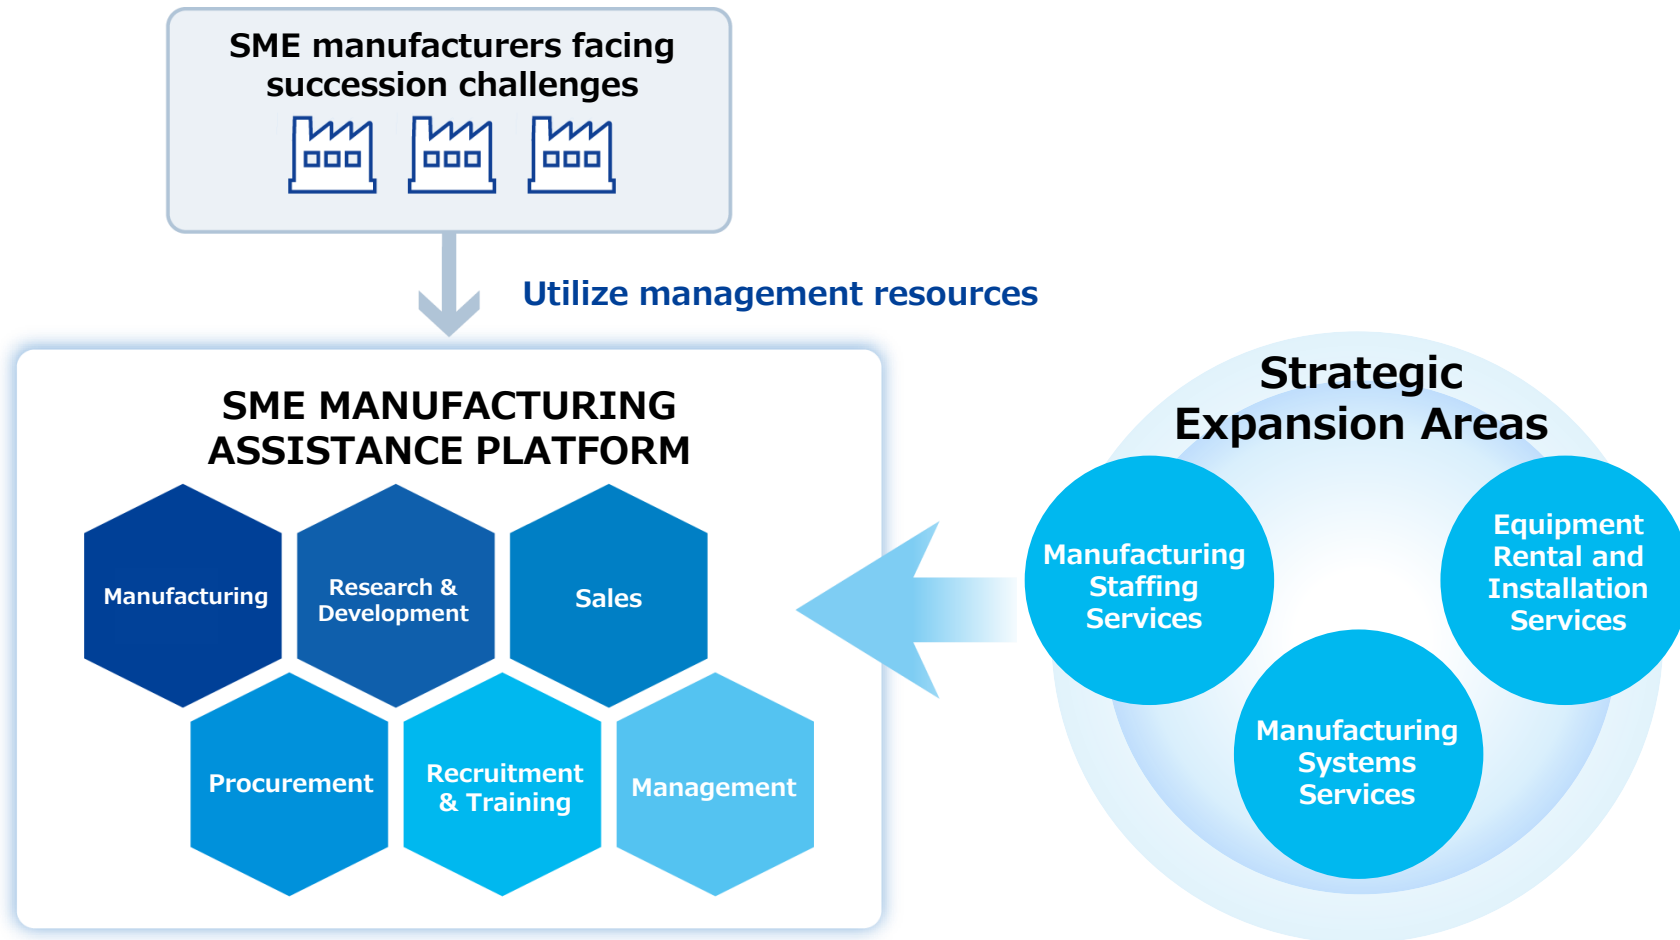 SME manufacturers facing
succession challenges
Utilize management resources
SME MANUFACTURING
ASSISTANCE PLATFORM
Manufacturing
Research &
Development
Sales
Procurement
Recruitment
& Training
Management
Strategic
Expansion Areas
Manufacturing
Staffing
Services
Equipment
Rental and
Installation
Services
Manufacturing
Systems
Services